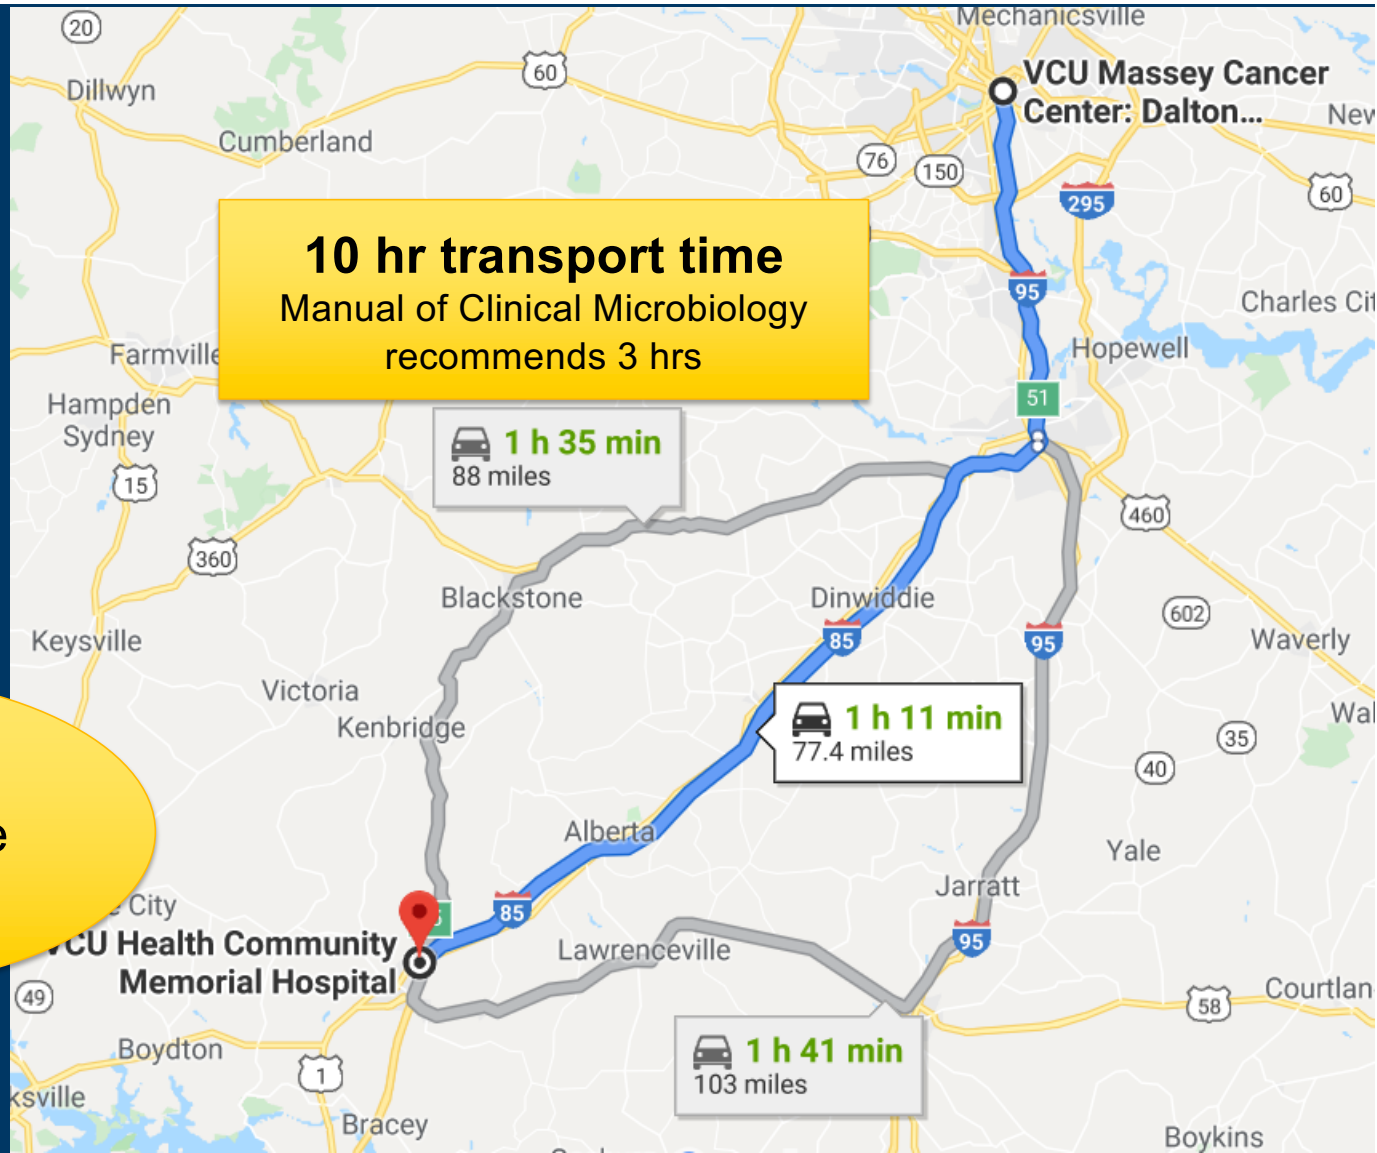 Mechanicsville
20
60
Dillwyn
VCU Massey Cancer
Center: Dalton...
Cumberland
76
150
60
295
10 hr transport time
Manual of Clinical Microbiology
recommends 3 hrs
95
Charles Cit
Farmville
Hopewell
51
Hampden
Sydney
1 h 35 min
88 miles
15
460
360
Blackstone
Dinwiddie
602
85
95
Waverly
Keysville
Victoria
Kenbridge
1 h 11 min
77.4 miles
35
40
Alberta
Yale
Jarratt
City
85
VCU Health Community
Memorial Hospital
Lawrenceville
95
49
58
Courtlan
Boydton
1 h 41 min
103 miles
1
ksville
Bracey
Boykins